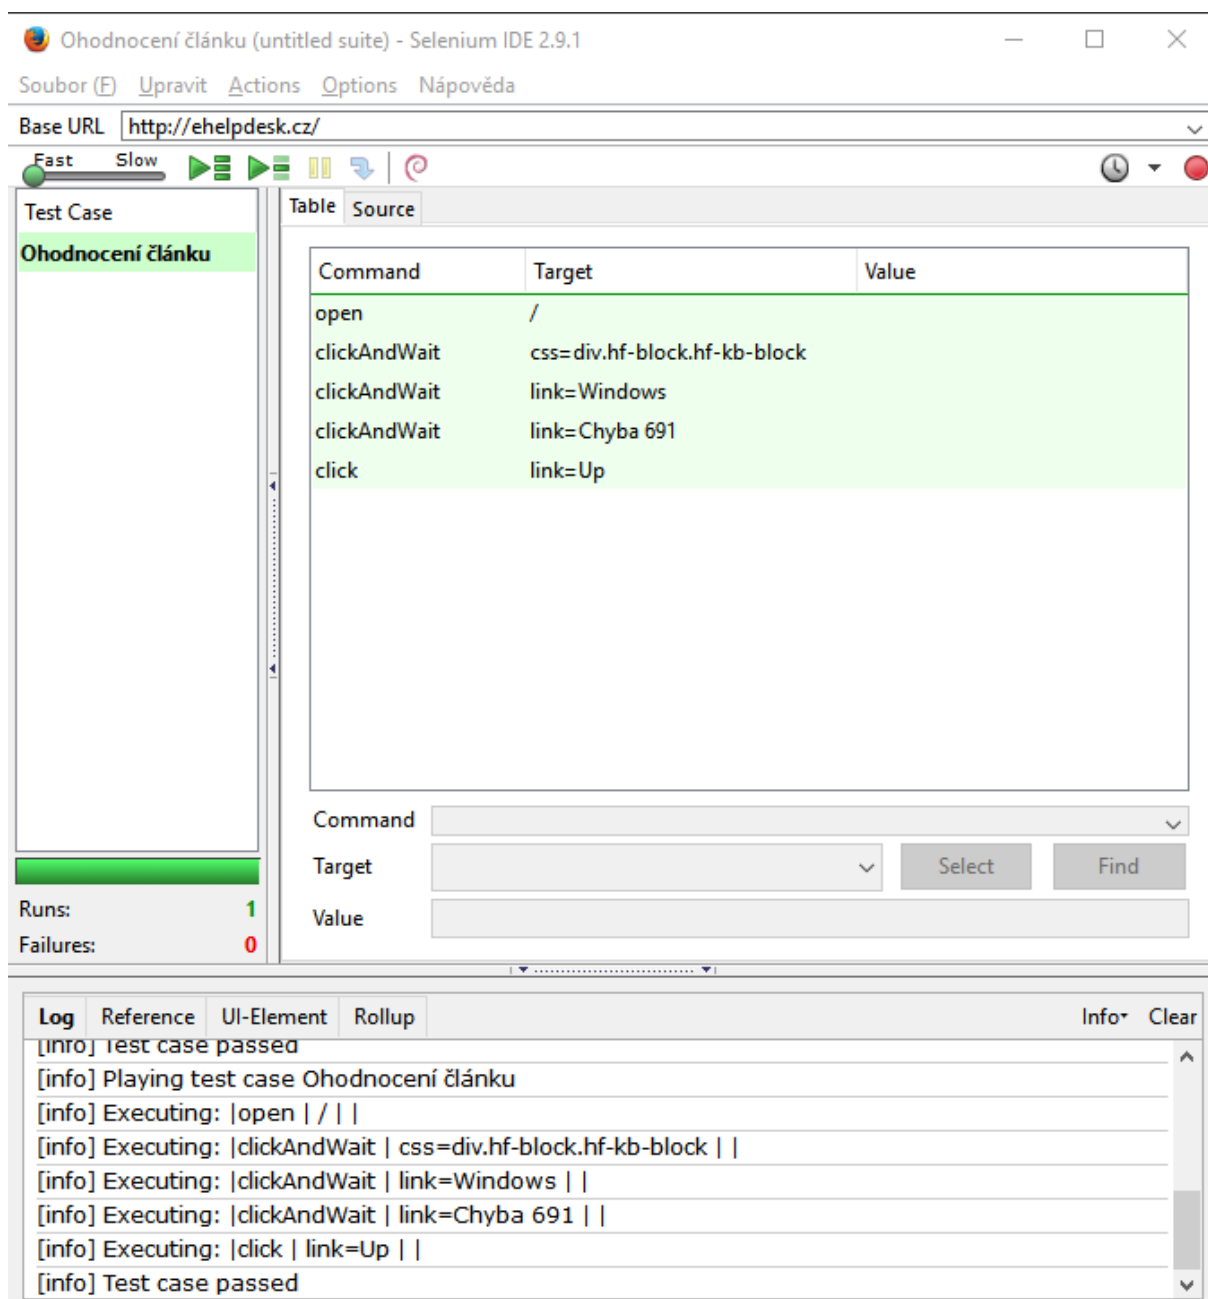 Ohodnocení článku (untitled suite) - Selenium IDE 2.9.1
Soubor (F) Upravit Actions Options Nápověda
Base URL http://ehelpdesk.cz/
Fast Slow
Test Case
Ohodnocení článku
Table Source
Command Target Value
open /
clickAndWait css=div.hf-block.hf-kb-block
clickAndWait link=Windows
clickAndWait link=Chyba 691
click link=Up
Command
Target Select Find
Value
Runs: 1
Failures: 0
Log Reference UI-Element Rollup Info Clear
[info] Test case passed
[info] Playing test case Ohodnocení článku
[info] Executing: |open | / | |
[info] Executing: |clickAndWait | css=div.hf-block.hf-kb-block | |
[info] Executing: |clickAndWait | link=Windows | |
[info] Executing: |clickAndWait | link=Chyba 691 | |
[info] Executing: |click | link=Up | |
[info] Test case passed